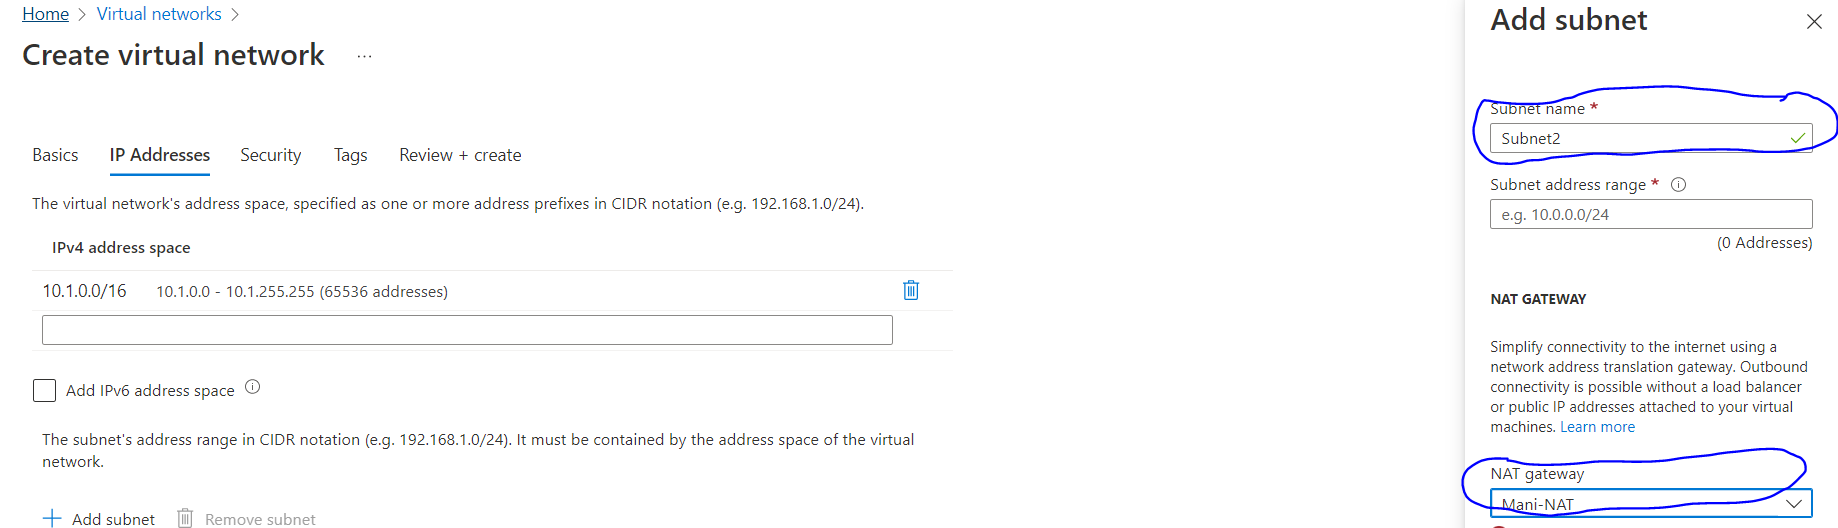 Home > Virtual networks >
Create virtual network ...
Basics IP Addresses Security Tags Review + create
The virtual network's address space, specified as one or more address prefixes in CIDR notation (e.g. 192.168.1.0/24).
IPv4 address space
10.1.0.0/16 10.1.0.0 - 10.1.255.255 (65536 addresses)
Add IPv6 address space
The subnet's address range in CIDR notation (e.g. 192.168.1.0/24). It must be contained by the address space of the virtual
network.
+ Add subnet Remove subnet
Add subnet
Subnet name *
Subnet2
Subnet address range *
e.g. 10.0.0.0/24
(0 Addresses)
NAT GATEWAY
Simplify connectivity to the internet using a
network address translation gateway. Outbound
connectivity is possible without a load balancer
or public IP addresses attached to your virtual
machines. Learn more
NAT gateway
Mani-NAT